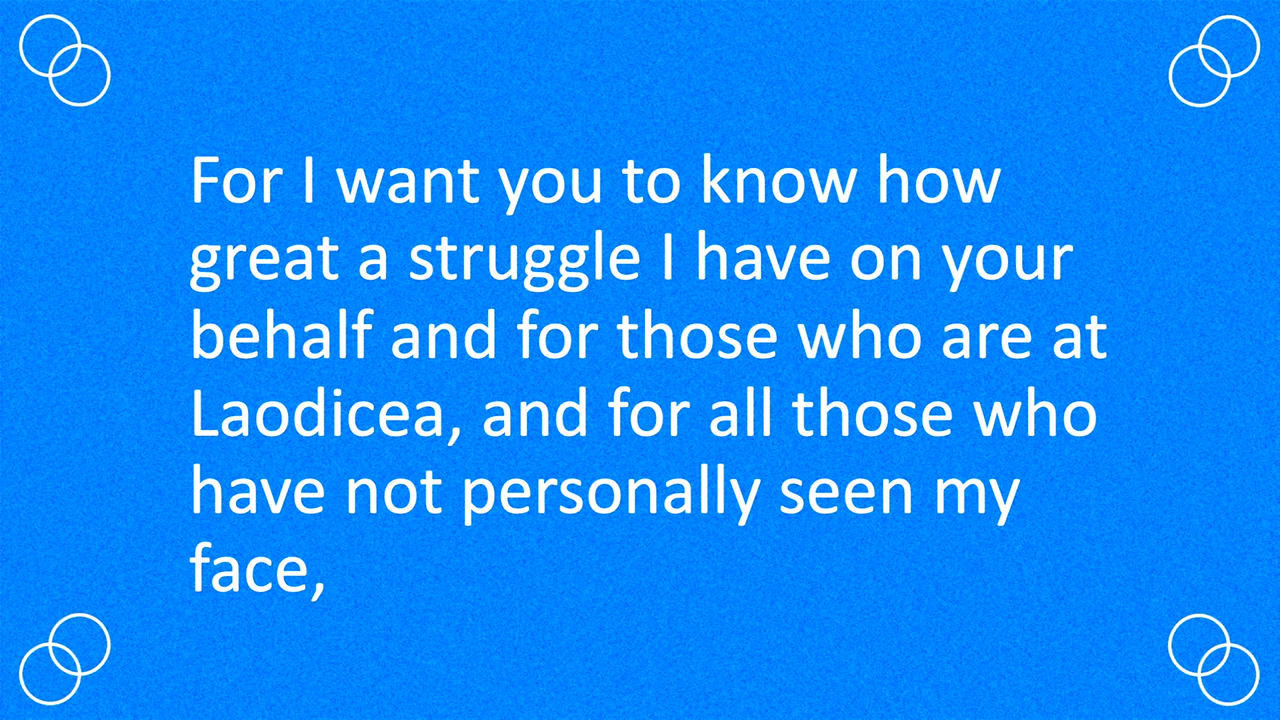 For I want you to know how
great a struggle I have on your
behalf and for those who are at
Laodicea, and for all those who
have not personally seen my
face,